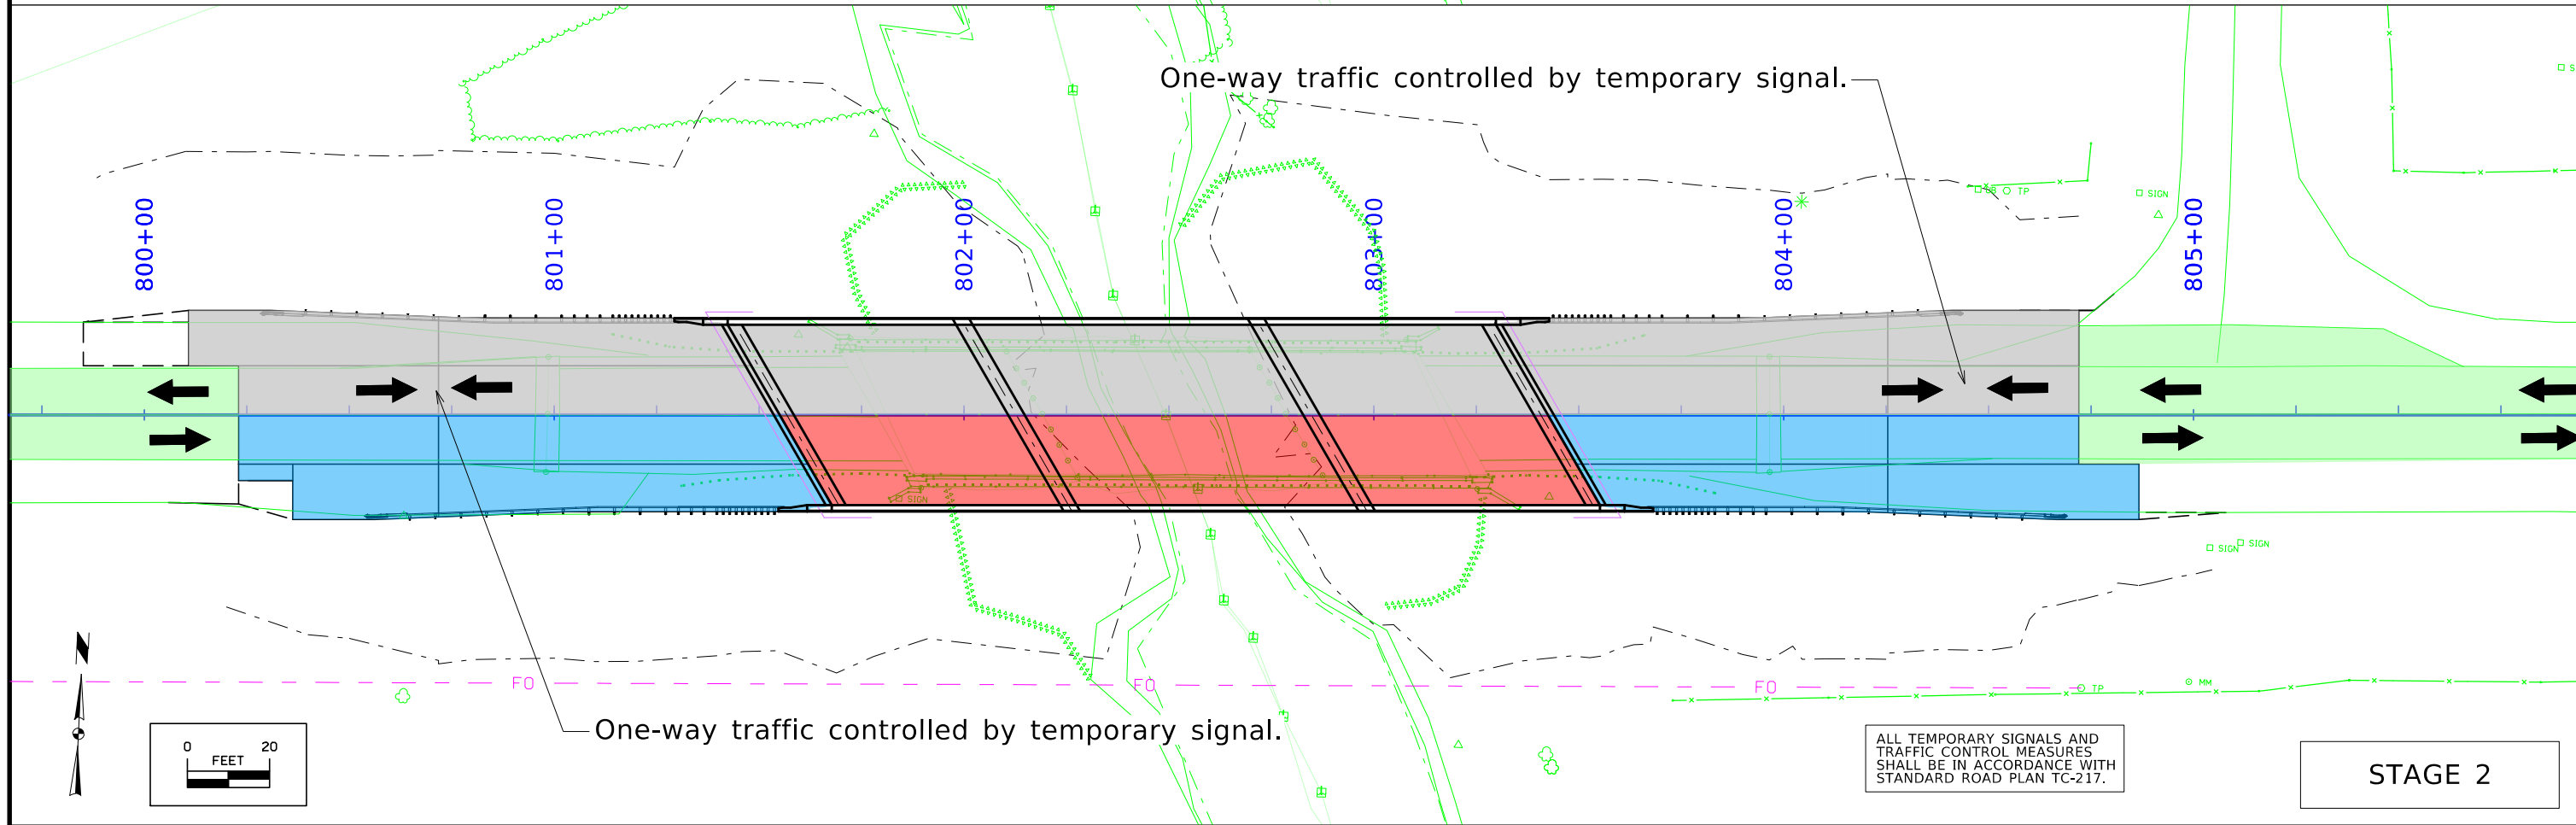 One-way traffic controlled by temporary signal.
TP
SIGN
800+00
801+00
802+00
803+00
804+00
805+00
SIGN
SIGN
SIGN
N
FO
FO
FO
TP
MM
One-way traffic controlled by temporary signal.
0 20
FEET
ALL TEMPORARY SIGNALS AND
TRAFFIC CONTROL MEASURES
SHALL BE IN ACCORDANCE WITH
STANDARD ROAD PLAN TC-217.
STAGE 2